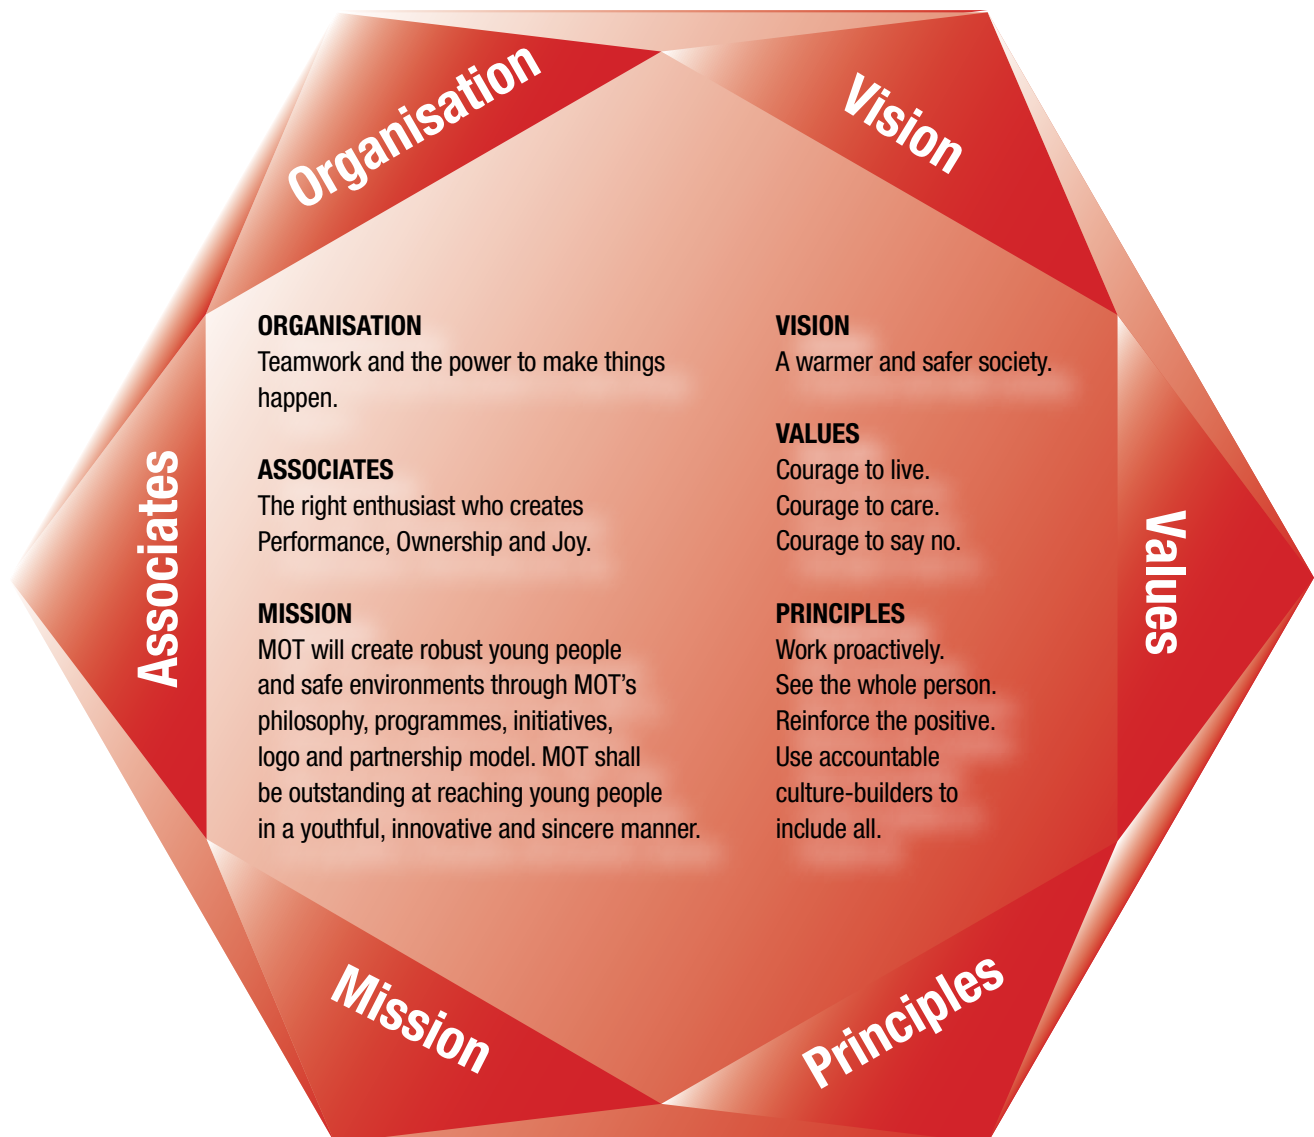 Organisation
Vision
Associates
Values
Mission
Principles
ORGANISATION
Teamwork and the power to make things
happen.
ASSOCIATES
The right enthusiast who creates
Performance, Ownership and Joy.
MISSION
MOT will create robust young people
and safe environments through MOT’s
philosophy, programmes, initiatives,
logo and partnership model. MOT shall
be outstanding at reaching young people
in a youthful, innovative and sincere manner.
VISION
A warmer and safer society.
VALUES
Courage to live.
Courage to care.
Courage to say no.
PRINCIPLES
Work proactively.
See the whole person.
Reinforce the positive.
Use accountable
culture-builders to
include all.